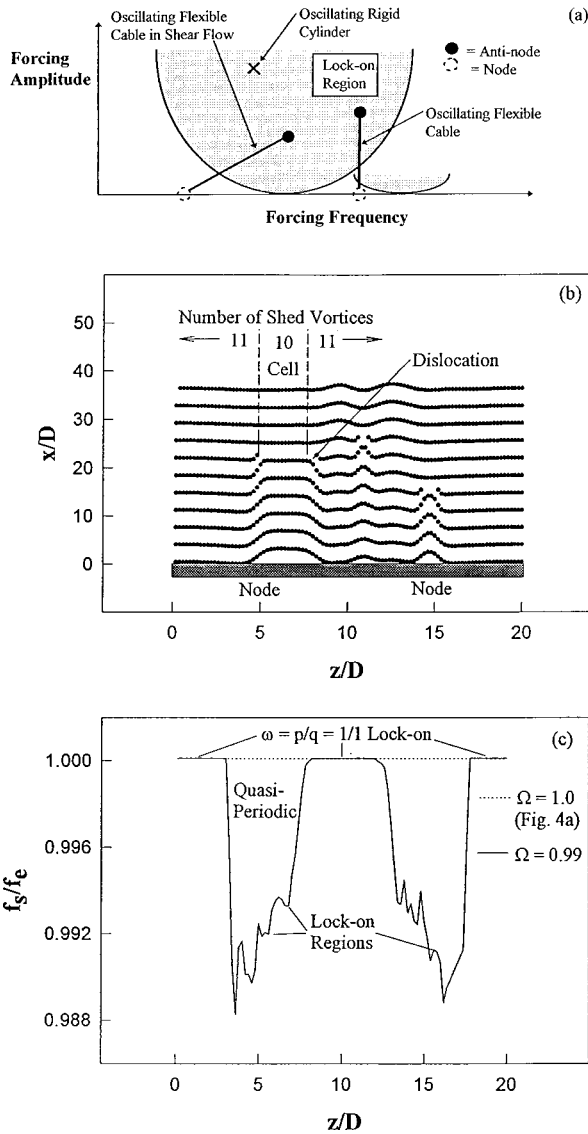 (a)
Oscillating Flexible
Cable in Shear Flow
Oscillating Rigid
Cylinder
Forcing
Amplitude
Lock-on
Region
= Anti-node
= Node
Oscillating Flexible
Cable
Forcing Frequency
(b)
Number of Shed Vortices
11 10 11
Cell
Dislocation
x/D
50
40
30
20
10
0
Node Node
0 5 10 15 20
z/D
(c)
ω = p/q = 1/1 Lock-on
1.000
Quasi-
Periodic
Ω = 1.0
(Fig. 4a)
Ω = 0.99
0.996
fs/fe
0.992
Lock-on
Regions
0.988
0 5 10 15 20
z/D